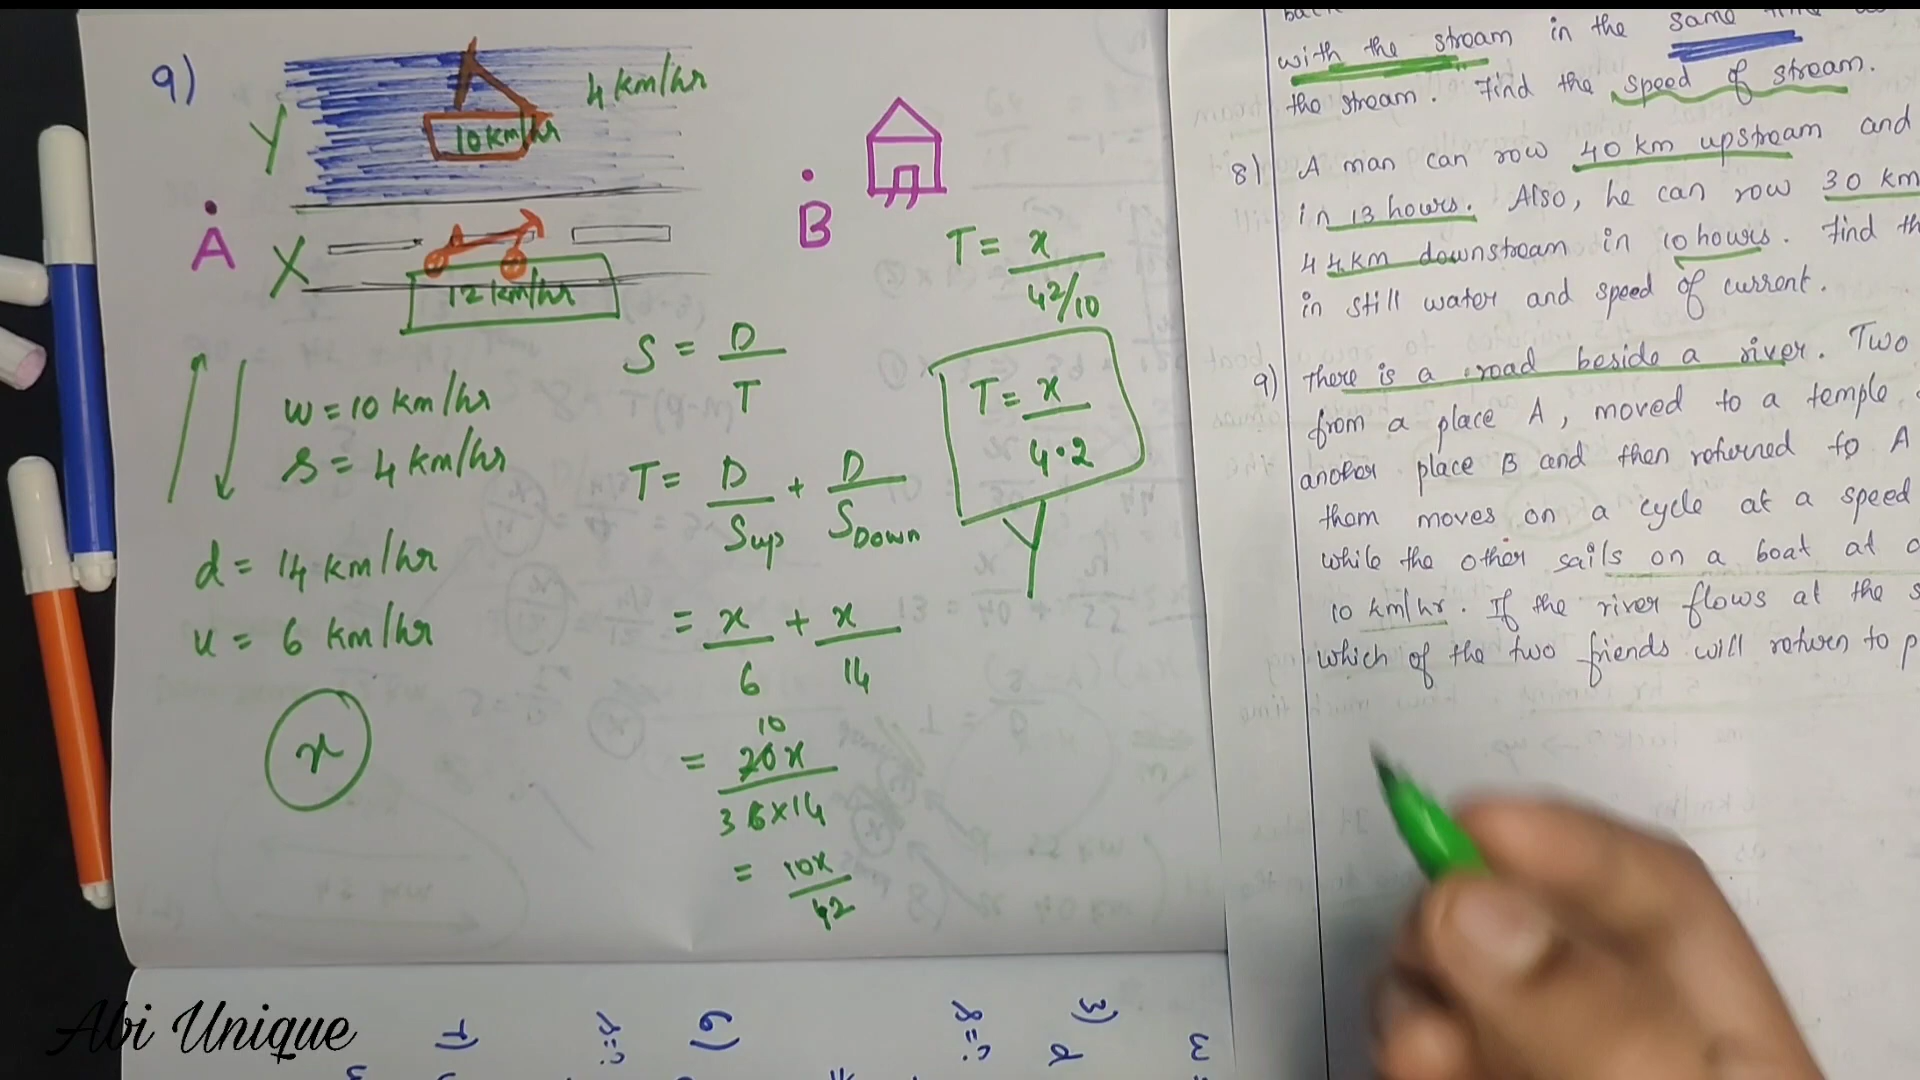 9)
4 km/hr
Y
10 km/hr
A
B
X
12 km/hr
w = 10 km/hr
s = 4 km/hr
d = 14 km/hr
u = 6 km/hr
x
S = D / T
T = D / Sup + D / SDown
= x / 6 + x / 14
10
= 20x / 3 6 x 14
= 10x / 42
T = x / 42/10
T = x / 4.2
Y
with the stream in the same
the stream. Find the speed of stream.
8) A man can row 40 km upstream and
in 13 hours. Also, he can row 30 km
44km downstream in 10 hours. Find th
in still water and speed of current.
9) there is a road beside a river. Two
from a place A, moved to a temple
another place B and then returned to A
them moves on a cycle at a speed
while the other sails on a boat at a
10 km/hr. If the river flows at the s
which of the two friends will return to p
Abi Unique